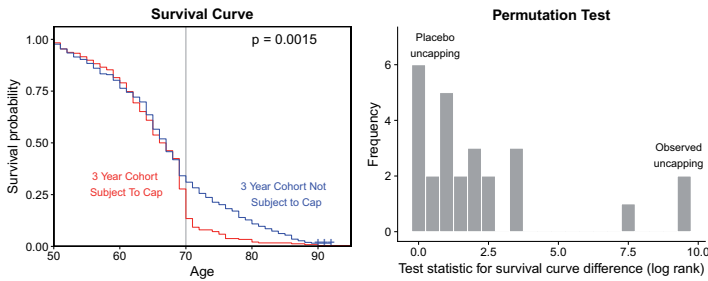 Survival Curve
p = 0.0015
1.00
0.75
0.50
0.25
0.00
Survival probability
3 Year Cohort
Subject To Cap
3 Year Cohort Not
Subject to Cap
50 60 70 80 90
Age
Permutation Test
Placebo
uncapping
Observed
uncapping
6
4
2
0
Frequency
0.0 2.5 5.0 7.5 10.0
Test statistic for survival curve difference (log rank)